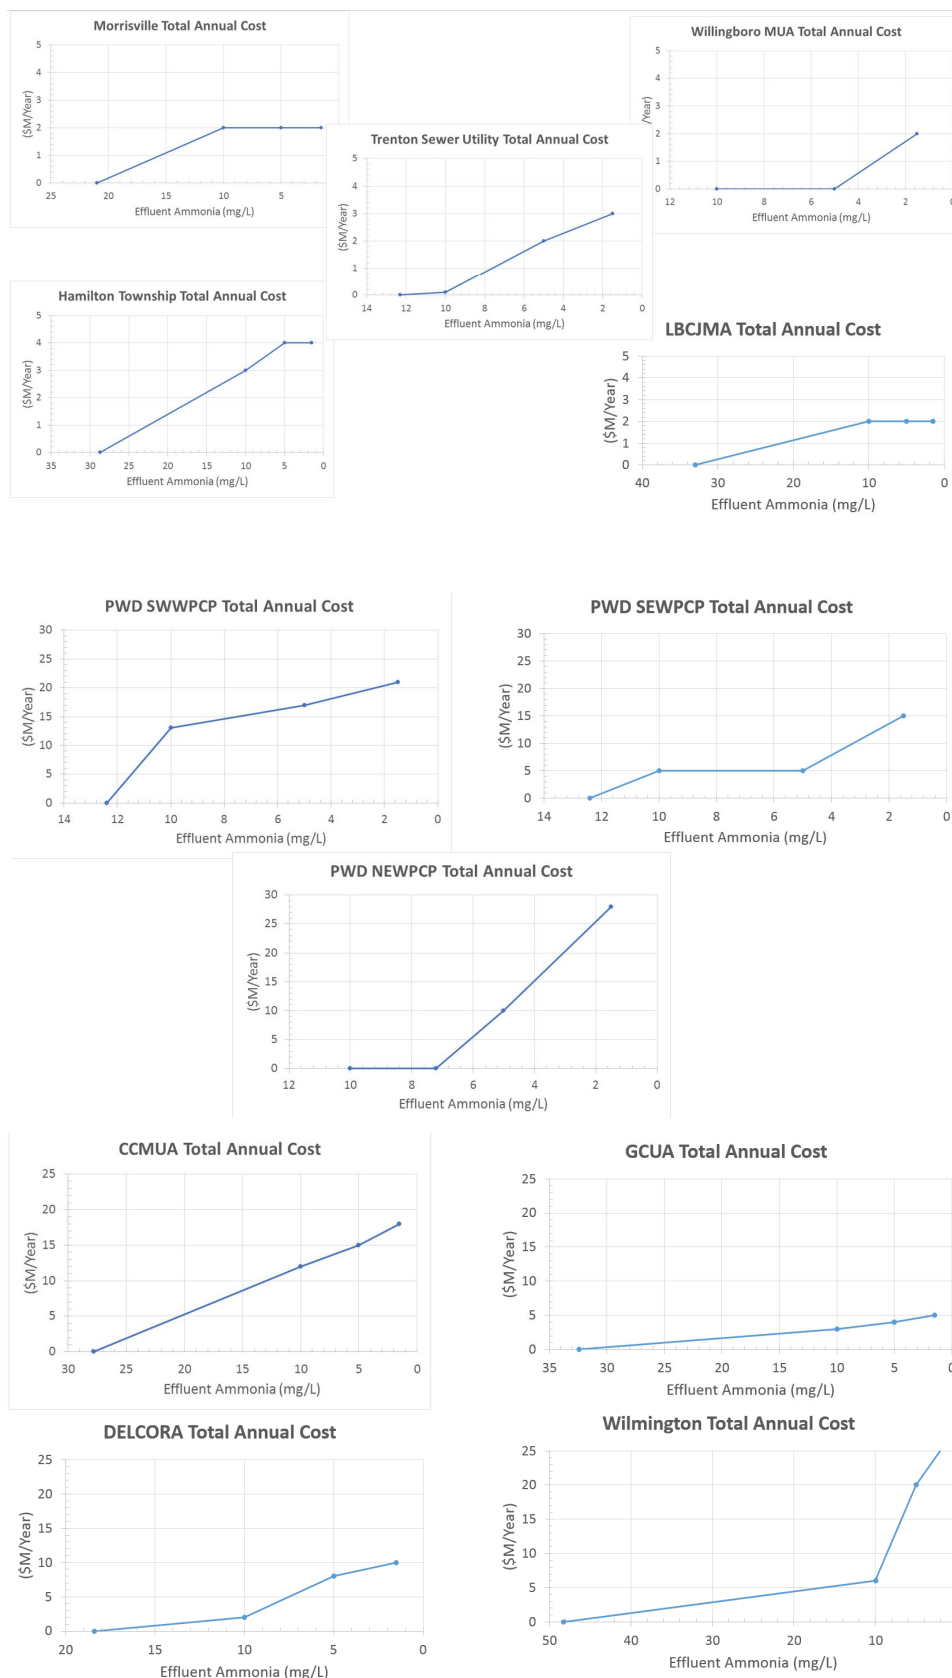 Morrisville Total Annual Cost
5
4
3
2
1
0
($M/Year)
25 20 15 10 5
Effluent Ammonia (mg/L)
Willingboro MUA Total Annual Cost
5
4
3
2
1
0
/Year)
12 10 8 6 4 2 0
Effluent Ammonia (mg/L)
Trenton Sewer Utility Total Annual Cost
5
4
3
2
1
0
($M/Year)
14 12 10 8 6 4 2 0
Effluent Ammonia (mg/L)
Hamilton Township Total Annual Cost
5
4
3
2
1
0
($M/Year)
35 30 25 20 15 10 5 0
Effluent Ammonia (mg/L)
LBCJMA Total Annual Cost
5
4
3
2
1
0
($M/Year)
40 30 20 10 0
Effluent Ammonia (mg/L)
PWD SWWPCP Total Annual Cost
30
25
20
15
10
5
0
($M/Year)
14 12 10 8 6 4 2 0
Effluent Ammonia (mg/L)
PWD SEWPCP Total Annual Cost
30
25
20
15
10
5
0
($M/Year)
14 12 10 8 6 4 2 0
Effluent Ammonia (mg/L)
PWD NEWPCP Total Annual Cost
30
25
20
15
10
5
0
($M/Year)
12 10 8 6 4 2 0
Effluent Ammonia (mg/L)
CCMUA Total Annual Cost
25
20
15
10
5
0
($M/Year)
30 25 20 15 10 5 0
Effluent Ammonia (mg/L)
GCUA Total Annual Cost
25
20
15
10
5
0
($M/Year)
35 30 25 20 15 10 5 0
Effluent Ammonia (mg/L)
DELCORA Total Annual Cost
25
20
15
10
5
0
($M/Year)
20 15 10 5 0
Effluent Ammonia (mg/L)
Wilmington Total Annual Cost
25
20
15
10
5
0
($M/Year)
50 40 30 20 10
Effluent Ammonia (mg/L)